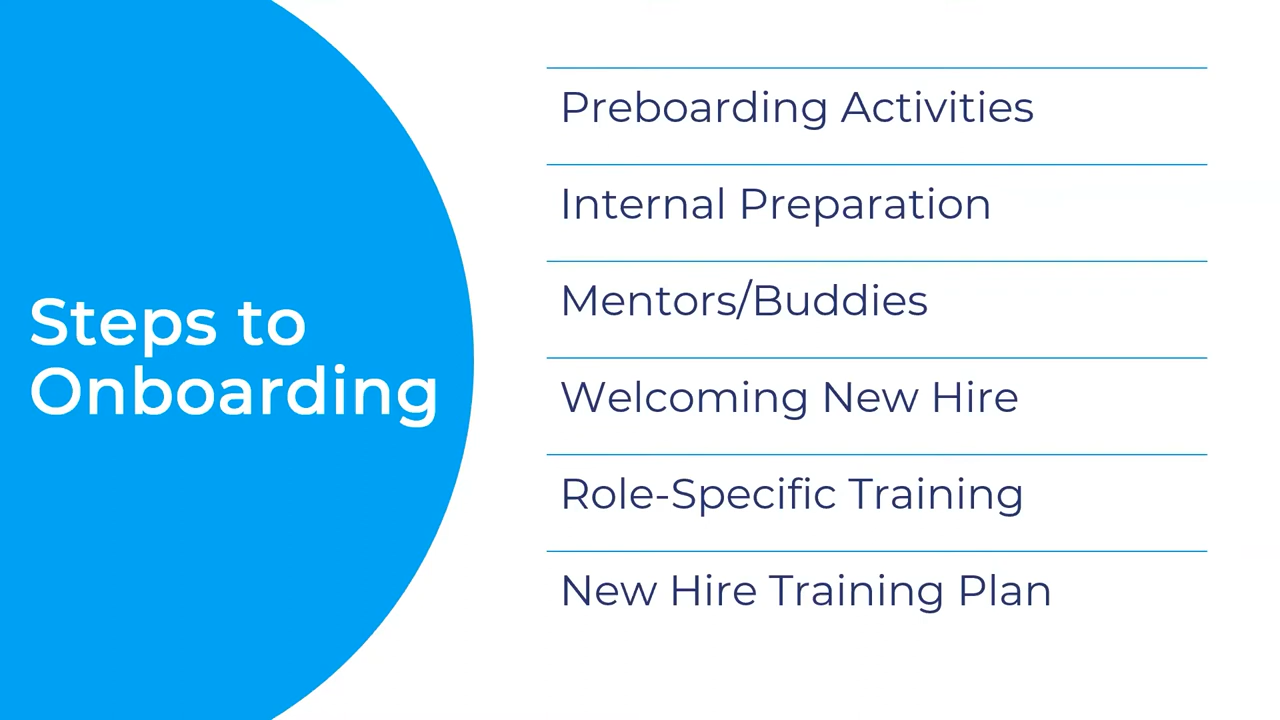 Steps to
Onboarding
Preboarding Activities
Internal Preparation
Mentors/Buddies
Welcoming New Hire
Role-Specific Training
New Hire Training Plan